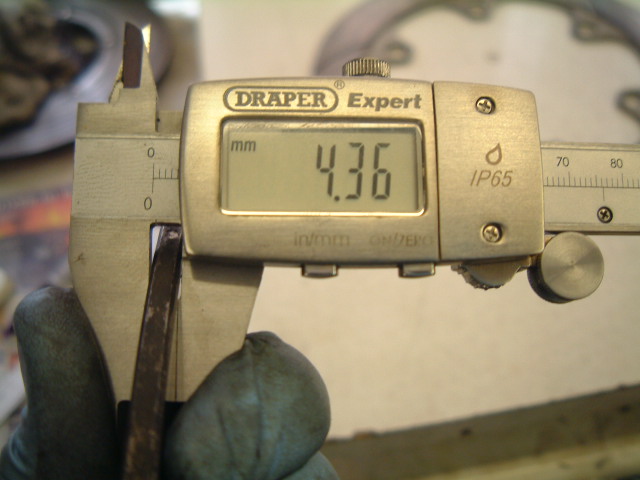 DRAPER® Expert
mm 4.36
IP65
in/mm ON/ZERO
0
0
70 80